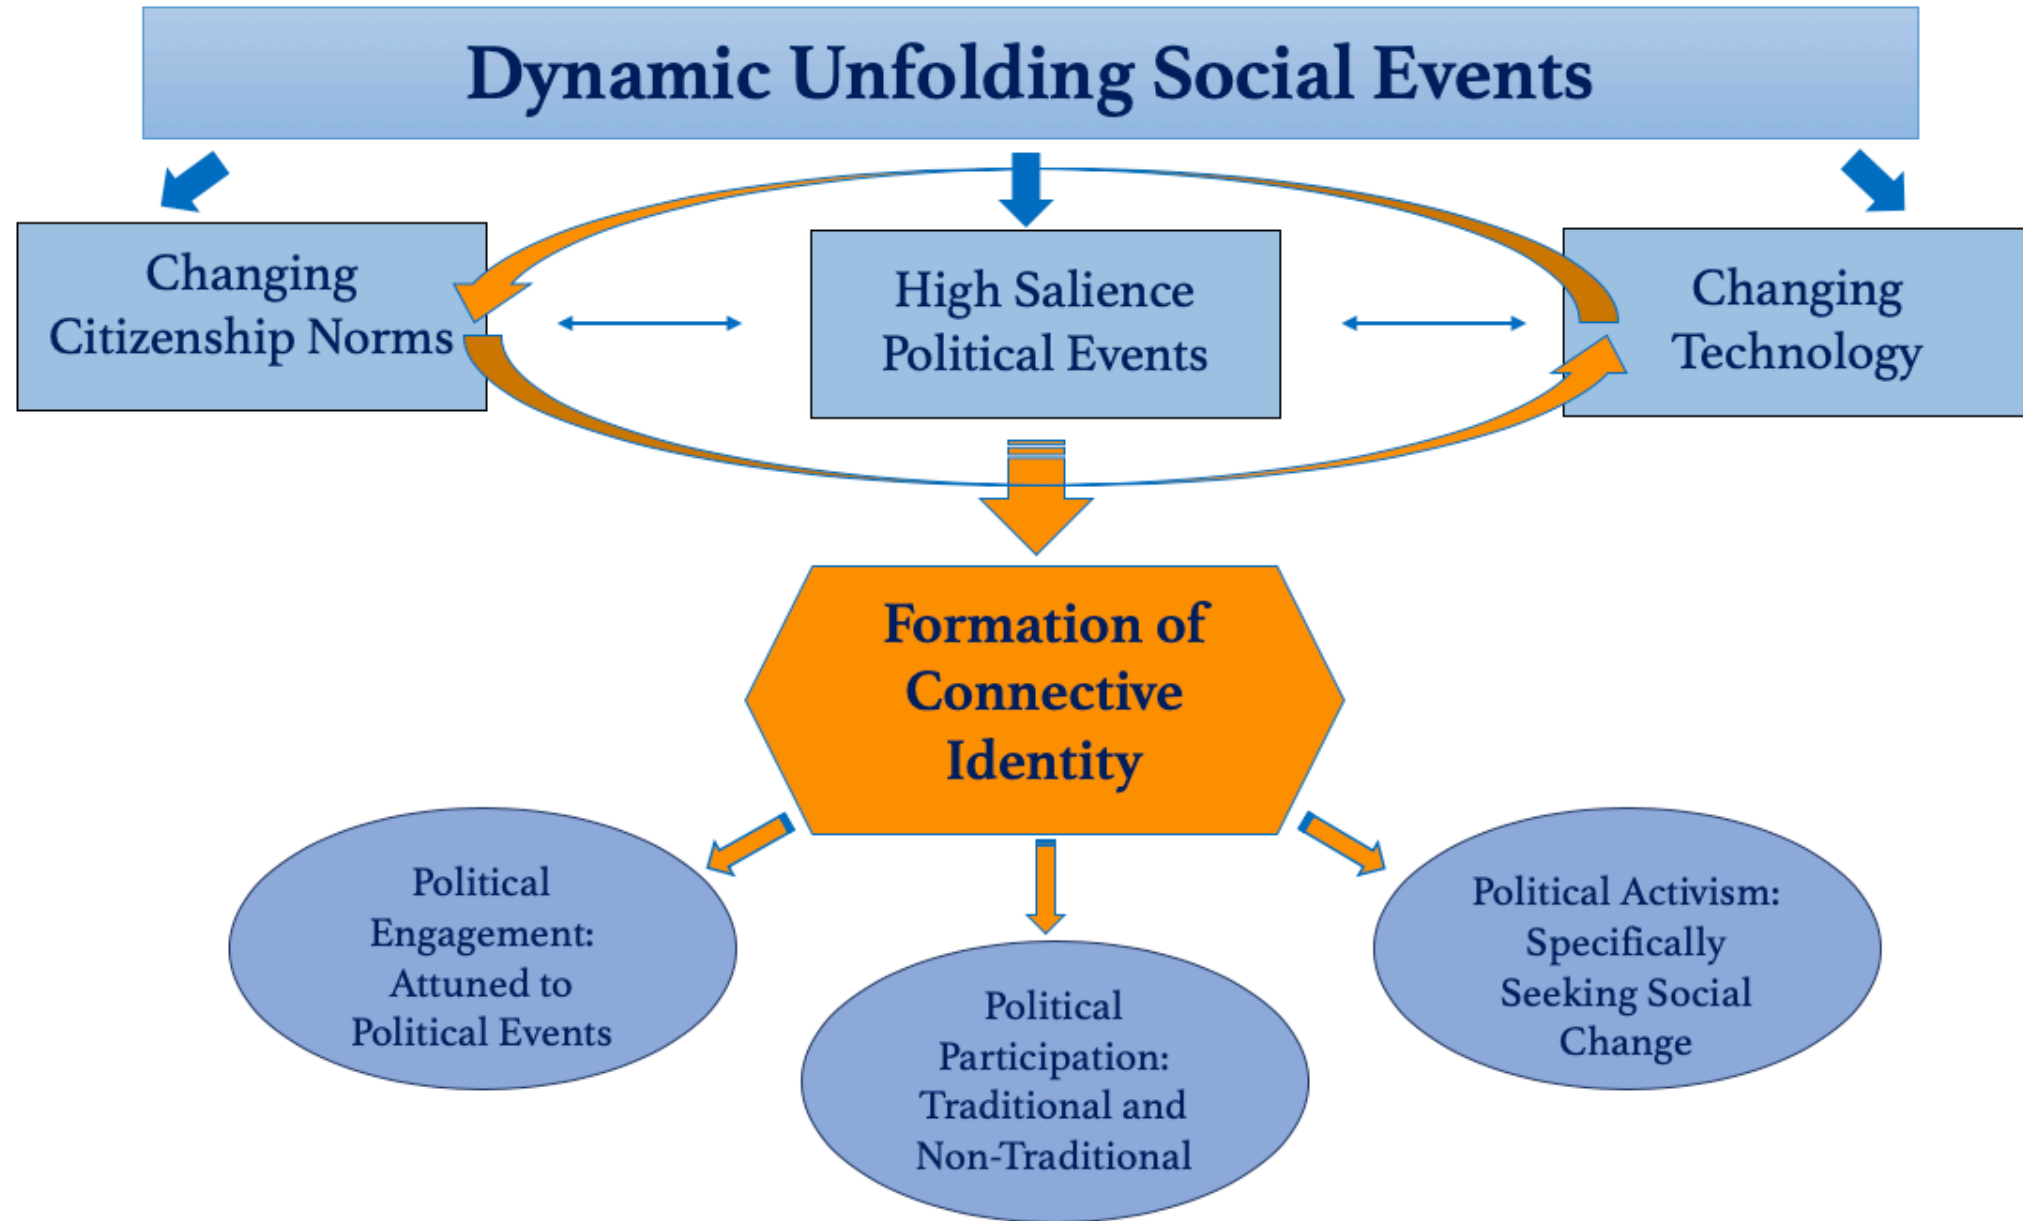 Dynamic Unfolding Social Events
Changing
Citizenship Norms
High Salience
Political Events
Changing
Technology
Formation of
Connective
Identity
Political
Engagement:
Attuned to
Political Events
Political
Participation:
Traditional and
Non-Traditional
Political Activism:
Specifically
Seeking Social
Change